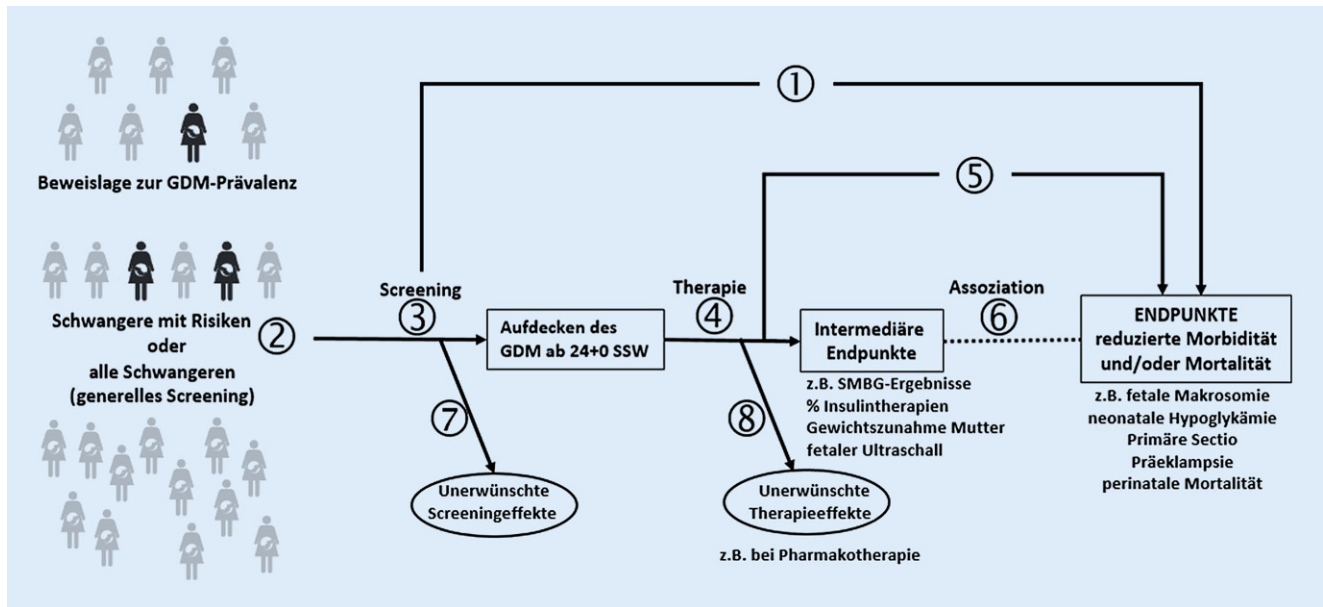 ①
⑤
Beweislage zur GDM-Prävalenz
Schwangere mit Risiken
oder
alle Schwangeren
(generelles Screening)
②
Screening
③
Aufdecken des
GDM ab 24+0 SSW
Therapie
④
Intermediäre
Endpunkte
z.B. SMBG-Ergebnisse
% Insulintherapien
Gewichtszunahme Mutter
fetaler Ultraschall
Assoziation
⑥
ENDPUNKTE
reduzierte Morbidität
und/oder Mortalität
z.B. fetale Makrosomie
neonatale Hypoglykämie
Primäre Sectio
Präeklampsie
perinatale Mortalität
⑦
Unerwünschte
Screeningeffekte
⑧
Unerwünschte
Therapieeffekte
z.B. bei Pharmakotherapie